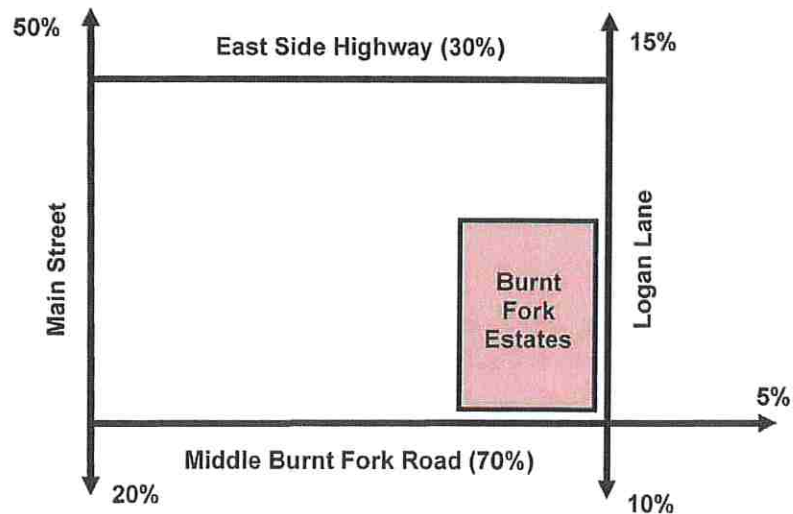 50%
East Side Highway (30%)
15%
Main Street
Logan Lane
Burnt
Fork
Estates
5%
Middle Burnt Fork Road (70%)
20%
10%